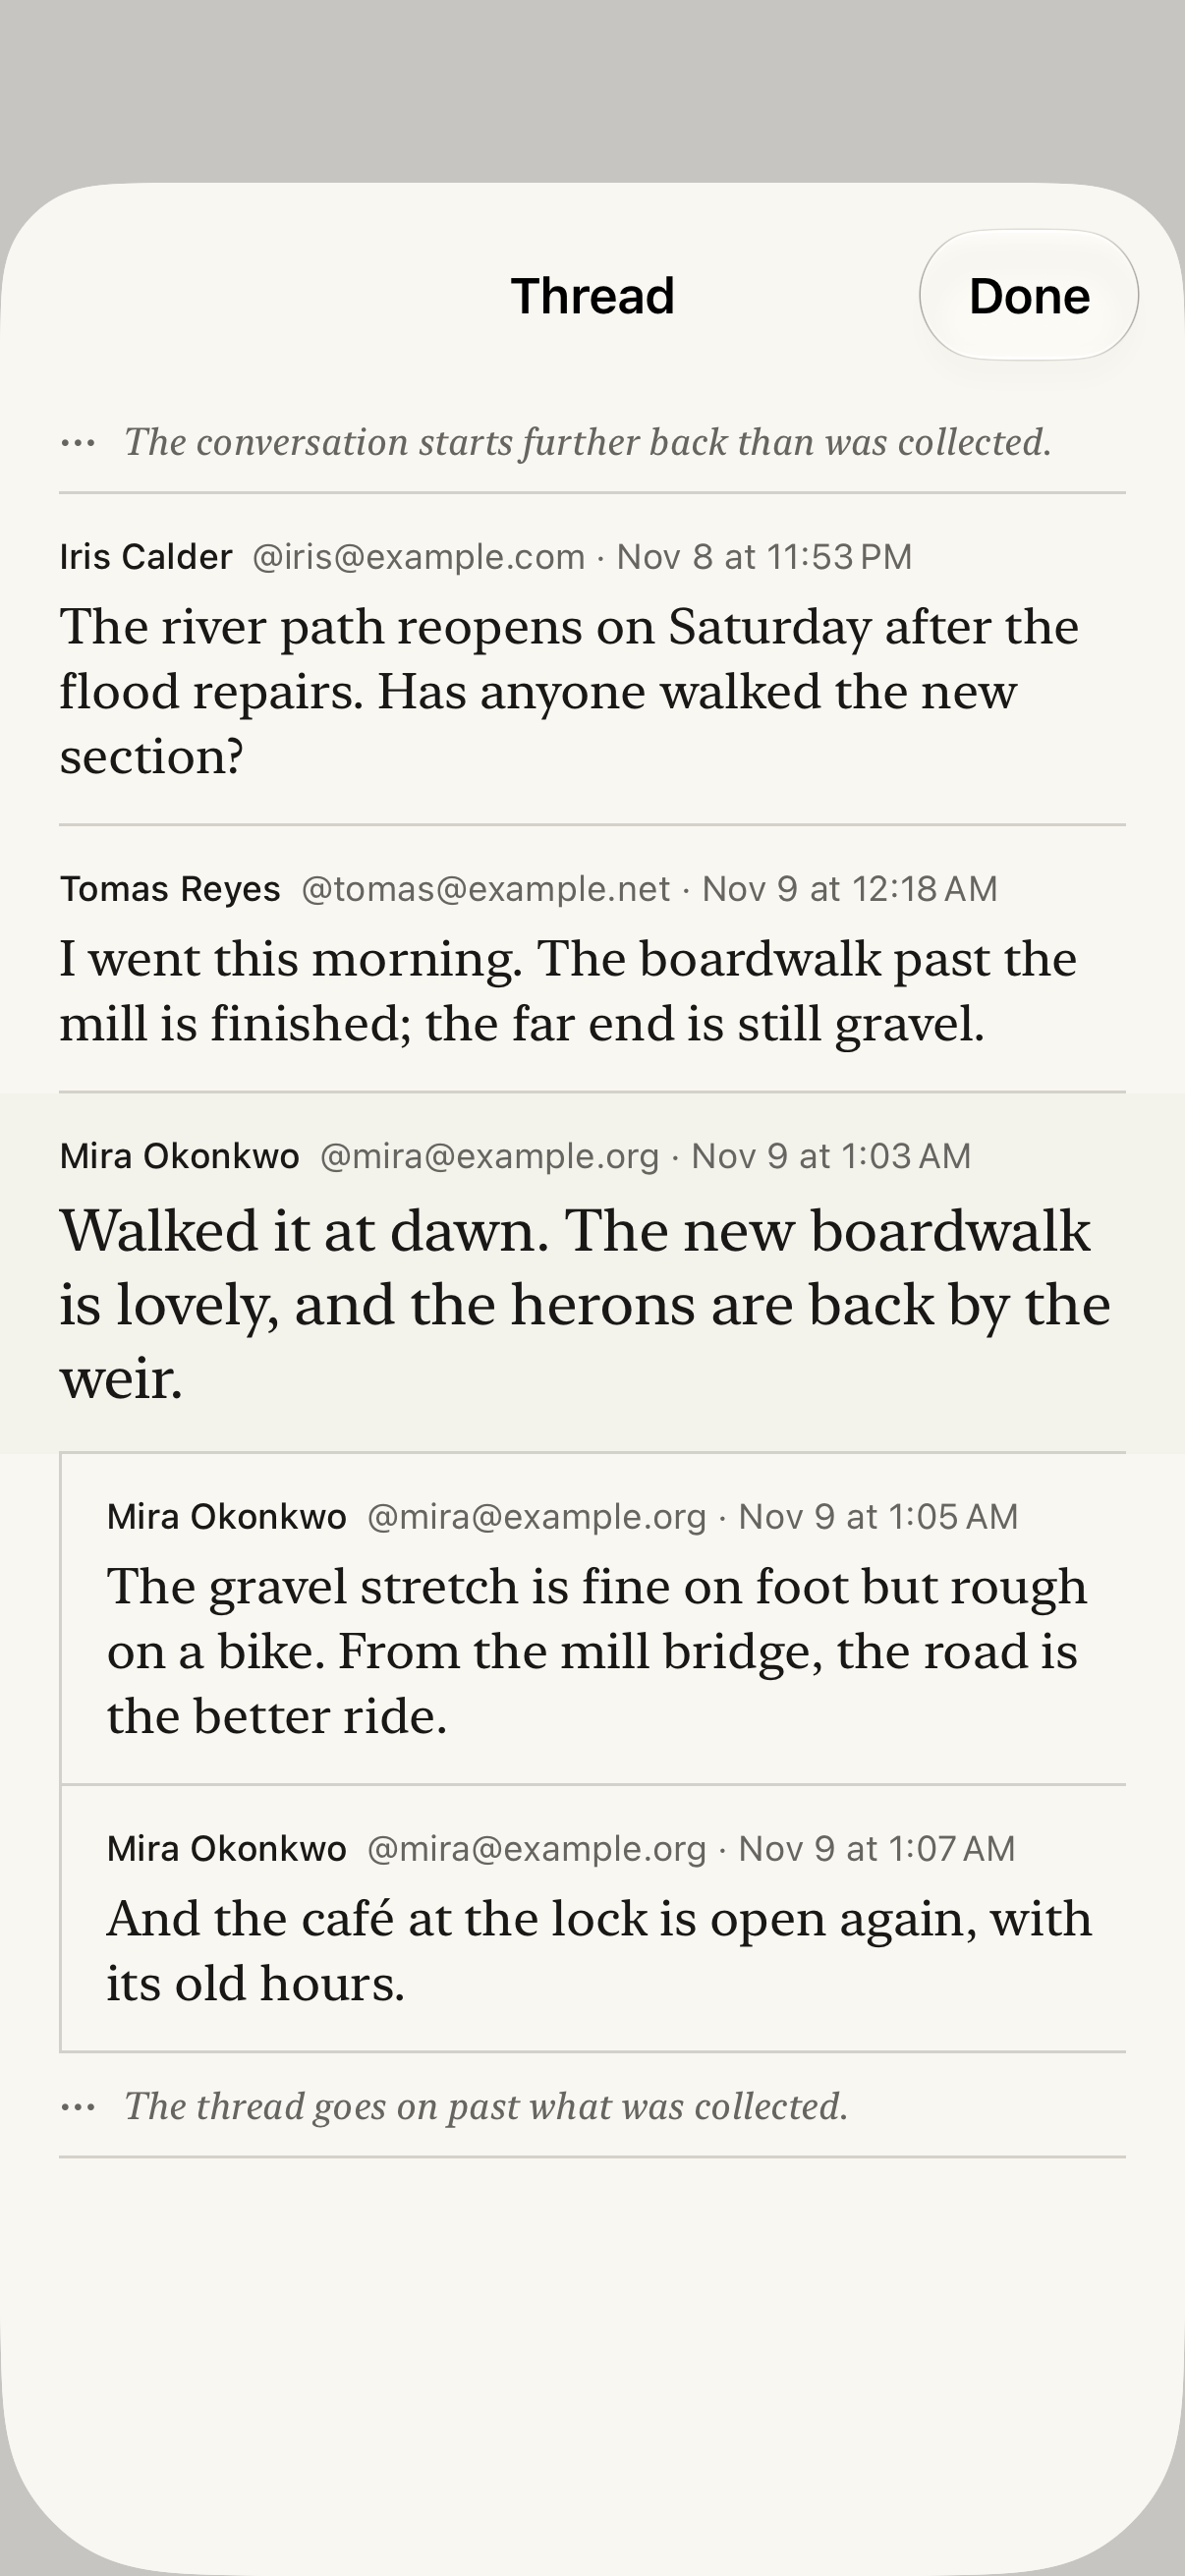 Thread
Done
··· The conversation starts further back than was collected.
Iris Calder @iris@example.com · Nov 8 at 11:53 PM
The river path reopens on Saturday after the
flood repairs. Has anyone walked the new
section?
Tomas Reyes @tomas@example.net · Nov 9 at 12:18 AM
I went this morning. The boardwalk past the
mill is finished; the far end is still gravel.
Mira Okonkwo @mira@example.org · Nov 9 at 1:03 AM
Walked it at dawn. The new boardwalk
is lovely, and the herons are back by the
weir.
Mira Okonkwo @mira@example.org · Nov 9 at 1:05 AM
The gravel stretch is fine on foot but rough
on a bike. From the mill bridge, the road is
the better ride.
Mira Okonkwo @mira@example.org · Nov 9 at 1:07 AM
And the café at the lock is open again, with
its old hours.
··· The thread goes on past what was collected.